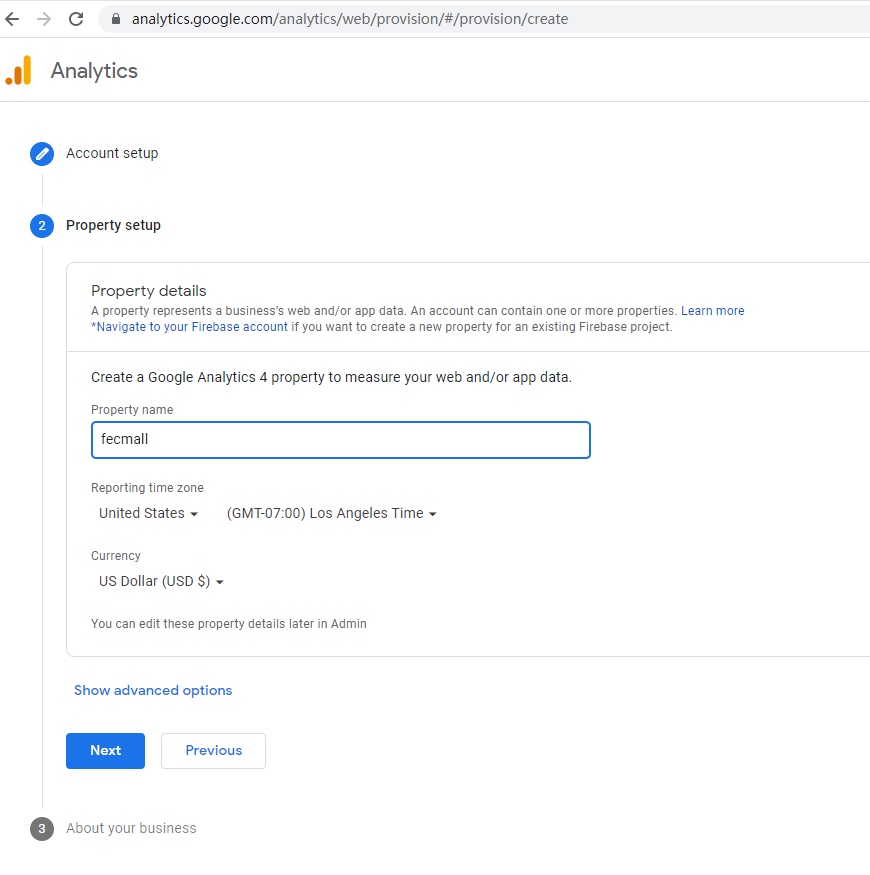 analytics.google.com/analytics/web/provision/#/provision/create
Analytics
Account setup
2 Property setup
Property details
A property represents a business's web and/or app data. An account can contain one or more properties. Learn more
*Navigate to your Firebase account if you want to create a new property for an existing Firebase project.
Create a Google Analytics 4 property to measure your web and/or app data.
Property name
fecmall
Reporting time zone
United States (GMT-07:00) Los Angeles Time
Currency
US Dollar (USD $)
You can edit these property details later in Admin
Show advanced options
Next Previous
3 About your business